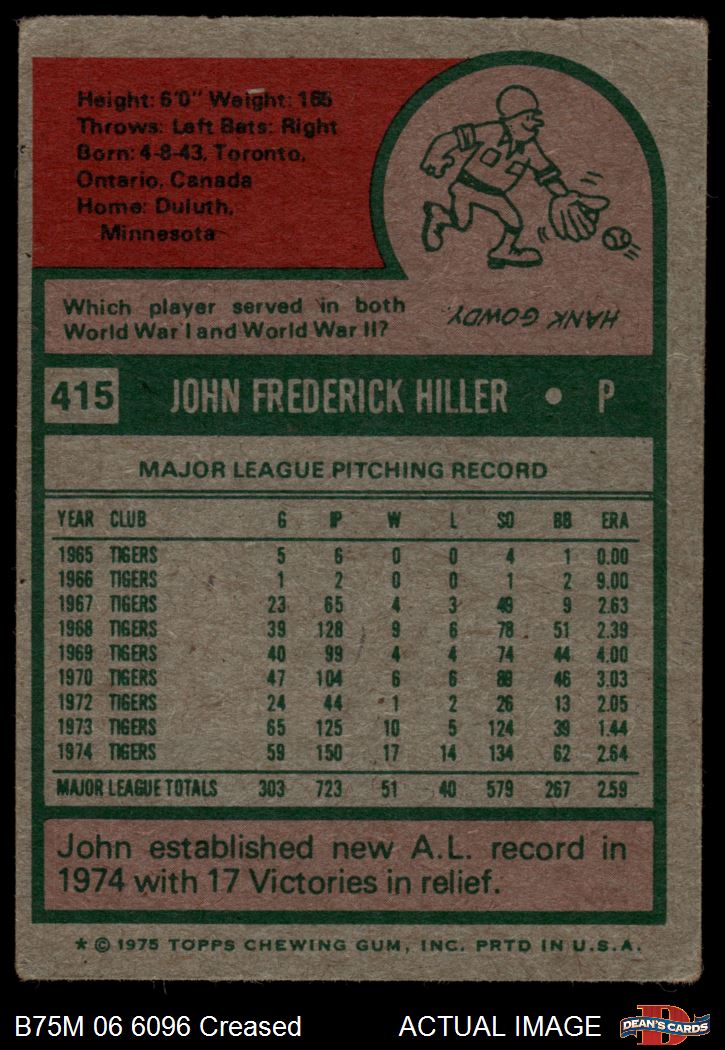 Height: 6'0" Weight: 165
Throws: Left Bats: Right
Born: 4-8-43, Toronto,
Ontario, Canada
Home: Duluth,
Minnesota
Which player served in both
World War I and World War II?
HANK GOWDY
415 JOHN FREDERICK HILLER • P
MAJOR LEAGUE PITCHING RECORD
YEAR CLUB G IP W L SO BB ERA
1965 TIGERS 5 6 0 0 4 1 0.00
1966 TIGERS 1 2 0 0 1 2 9.00
1967 TIGERS 23 65 4 3 49 9 2.63
1968 TIGERS 39 128 9 6 78 51 2.39
1969 TIGERS 40 99 4 4 74 44 4.00
1970 TIGERS 47 104 6 6 89 46 3.03
1972 TIGERS 24 44 1 2 26 13 2.05
1973 TIGERS 65 125 10 5 124 39 1.44
1974 TIGERS 59 150 17 14 134 62 2.64
MAJOR LEAGUE TOTALS 303 723 51 40 579 267 2.59
John established new A.L. record in
1974 with 17 Victories in relief.
* © 1975 TOPPS CHEWING GUM, INC. PRTD IN U.S.A.
B75M 06 6096 Creased ACTUAL IMAGE
D
DEAN'S CARDS